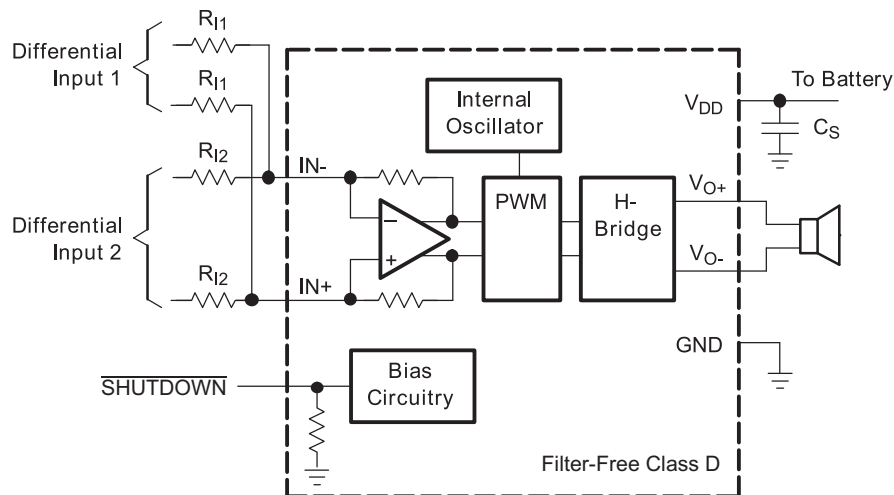 Differential
Input 1
R_I1
R_I1
R_I2
Differential
Input 2
R_I2
IN-
IN+
SHUTDOWN
Internal
Oscillator
−
+
PWM
H-
Bridge
Bias
Circuitry
V_DD
To Battery
C_S
V_O+
V_O-
GND
Filter-Free Class D